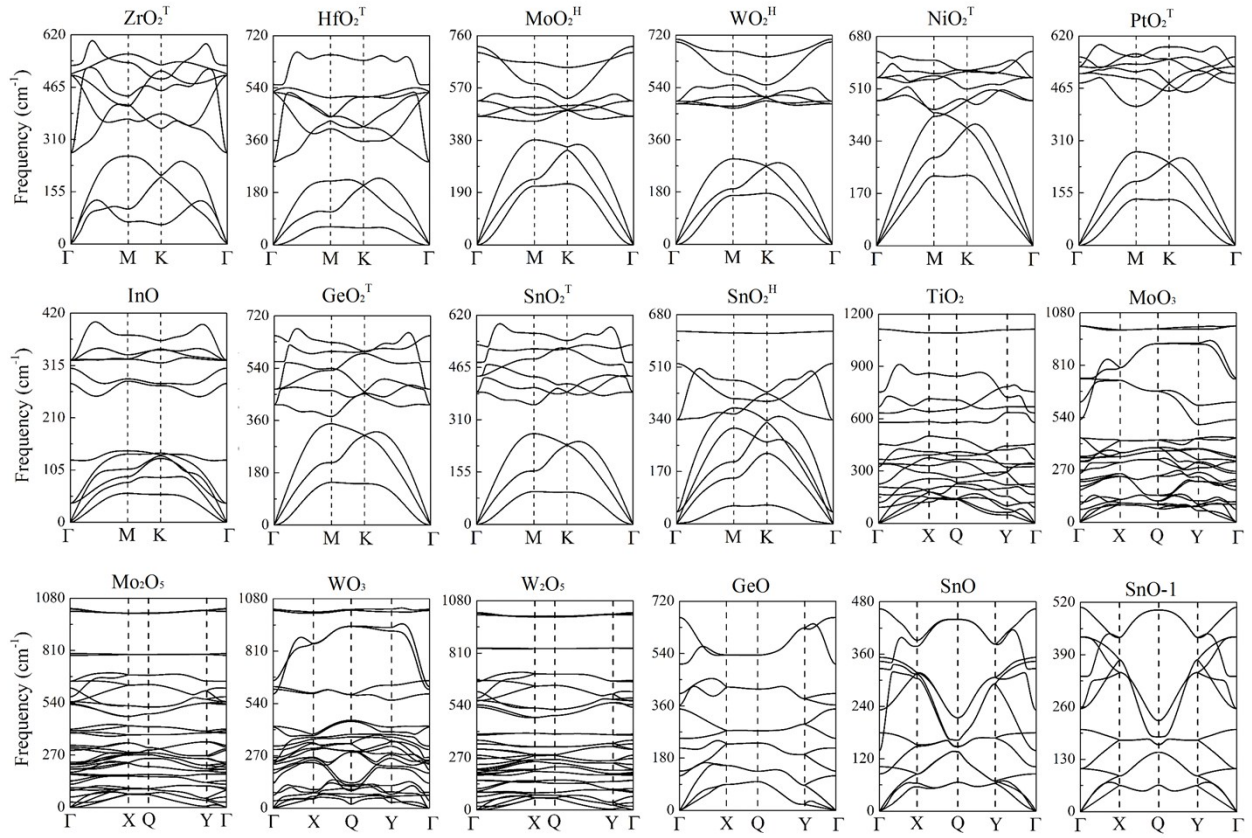 ZrO₂ᵀ HfO₂ᵀ MoO₂ᴴ WO₂ᴴ NiO₂ᵀ PtO₂ᵀ
Frequency (cm⁻¹)
620 465 310 155 0
720 540 360 180 0
760 570 380 190 0
720 540 360 180 0
680 510 340 170 0
620 465 310 155 0
Γ M K Γ Γ M K Γ Γ M K Γ Γ M K Γ Γ M K Γ Γ M K Γ
InO GeO₂ᵀ SnO₂ᵀ SnO₂ᴴ TiO₂ MoO₃
Frequency (cm⁻¹)
420 315 210 105 0
720 540 360 180 0
620 465 310 155 0
680 510 340 170 0
1200 900 600 300 0
1080 810 540 270 0
Γ M K Γ Γ M K Γ Γ M K Γ Γ M K Γ Γ X Q Y Γ Γ X Q Y Γ
Mo₂O₅ WO₃ W₂O₅ GeO SnO SnO-1
Frequency (cm⁻¹)
1080 810 540 270 0
1080 810 540 270 0
1080 810 540 270 0
720 540 360 180 0
480 360 240 120 0
520 390 260 130 0
Γ X Q Y Γ Γ X Q Y Γ Γ X Q Y Γ Γ X Q Y Γ Γ X Q Y Γ Γ X Q Y Γ